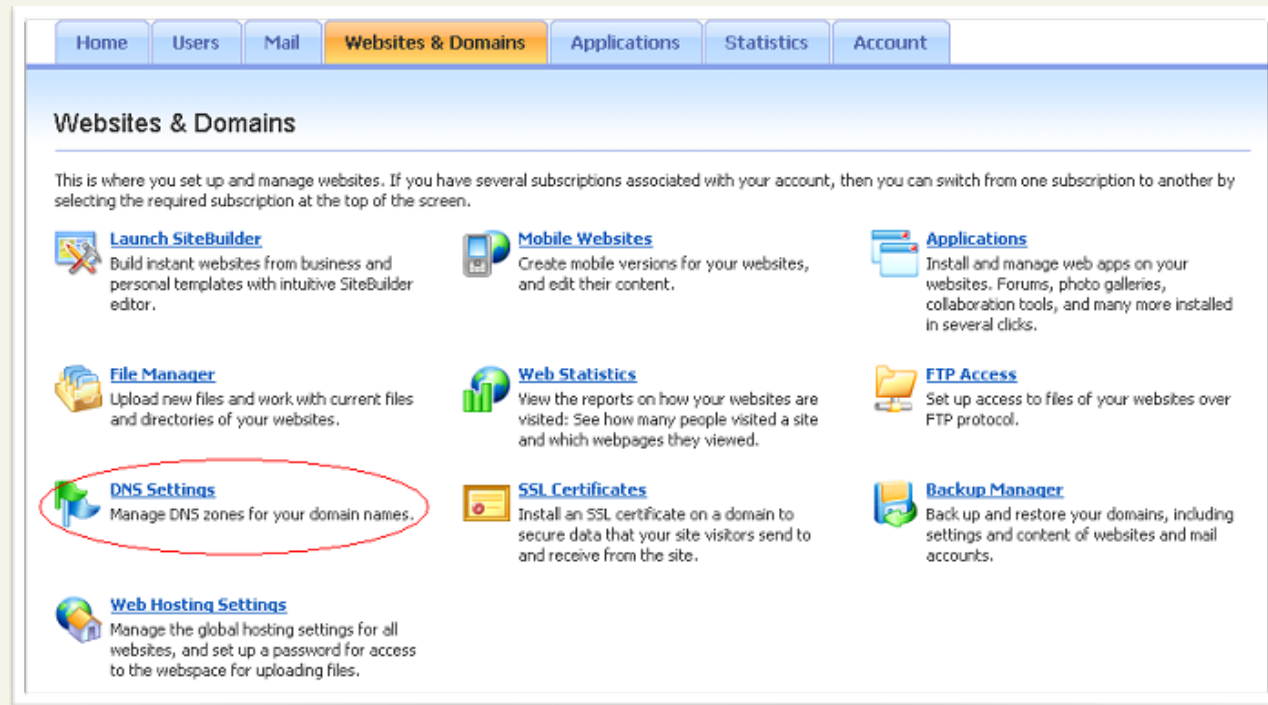 Home Users Mail Websites & Domains Applications Statistics Account
Websites & Domains
This is where you set up and manage websites. If you have several subscriptions associated with your account, then you can switch from one subscription to another by
selecting the required subscription at the top of the screen.
Launch SiteBuilder
Build instant websites from business and
personal templates with intuitive SiteBuilder
editor.
Mobile Websites
Create mobile versions for your websites,
and edit their content.
Applications
Install and manage web apps on your
websites. Forums, photo galleries,
collaboration tools, and many more installed
in several clicks.
File Manager
Upload new files and work with current files
and directories of your websites.
Web Statistics
View the reports on how your websites are
visited: See how many people visited a site
and which webpages they viewed.
FTP Access
Set up access to files of your websites over
FTP protocol.
DNS Settings
Manage DNS zones for your domain names.
SSL Certificates
Install an SSL certificate on a domain to
secure data that your site visitors send to
and receive from the site.
Backup Manager
Back up and restore your domains, including
settings and content of websites and mail
accounts.
Web Hosting Settings
Manage the global hosting settings for all
websites, and set up a password for access
to the webspace for uploading files.